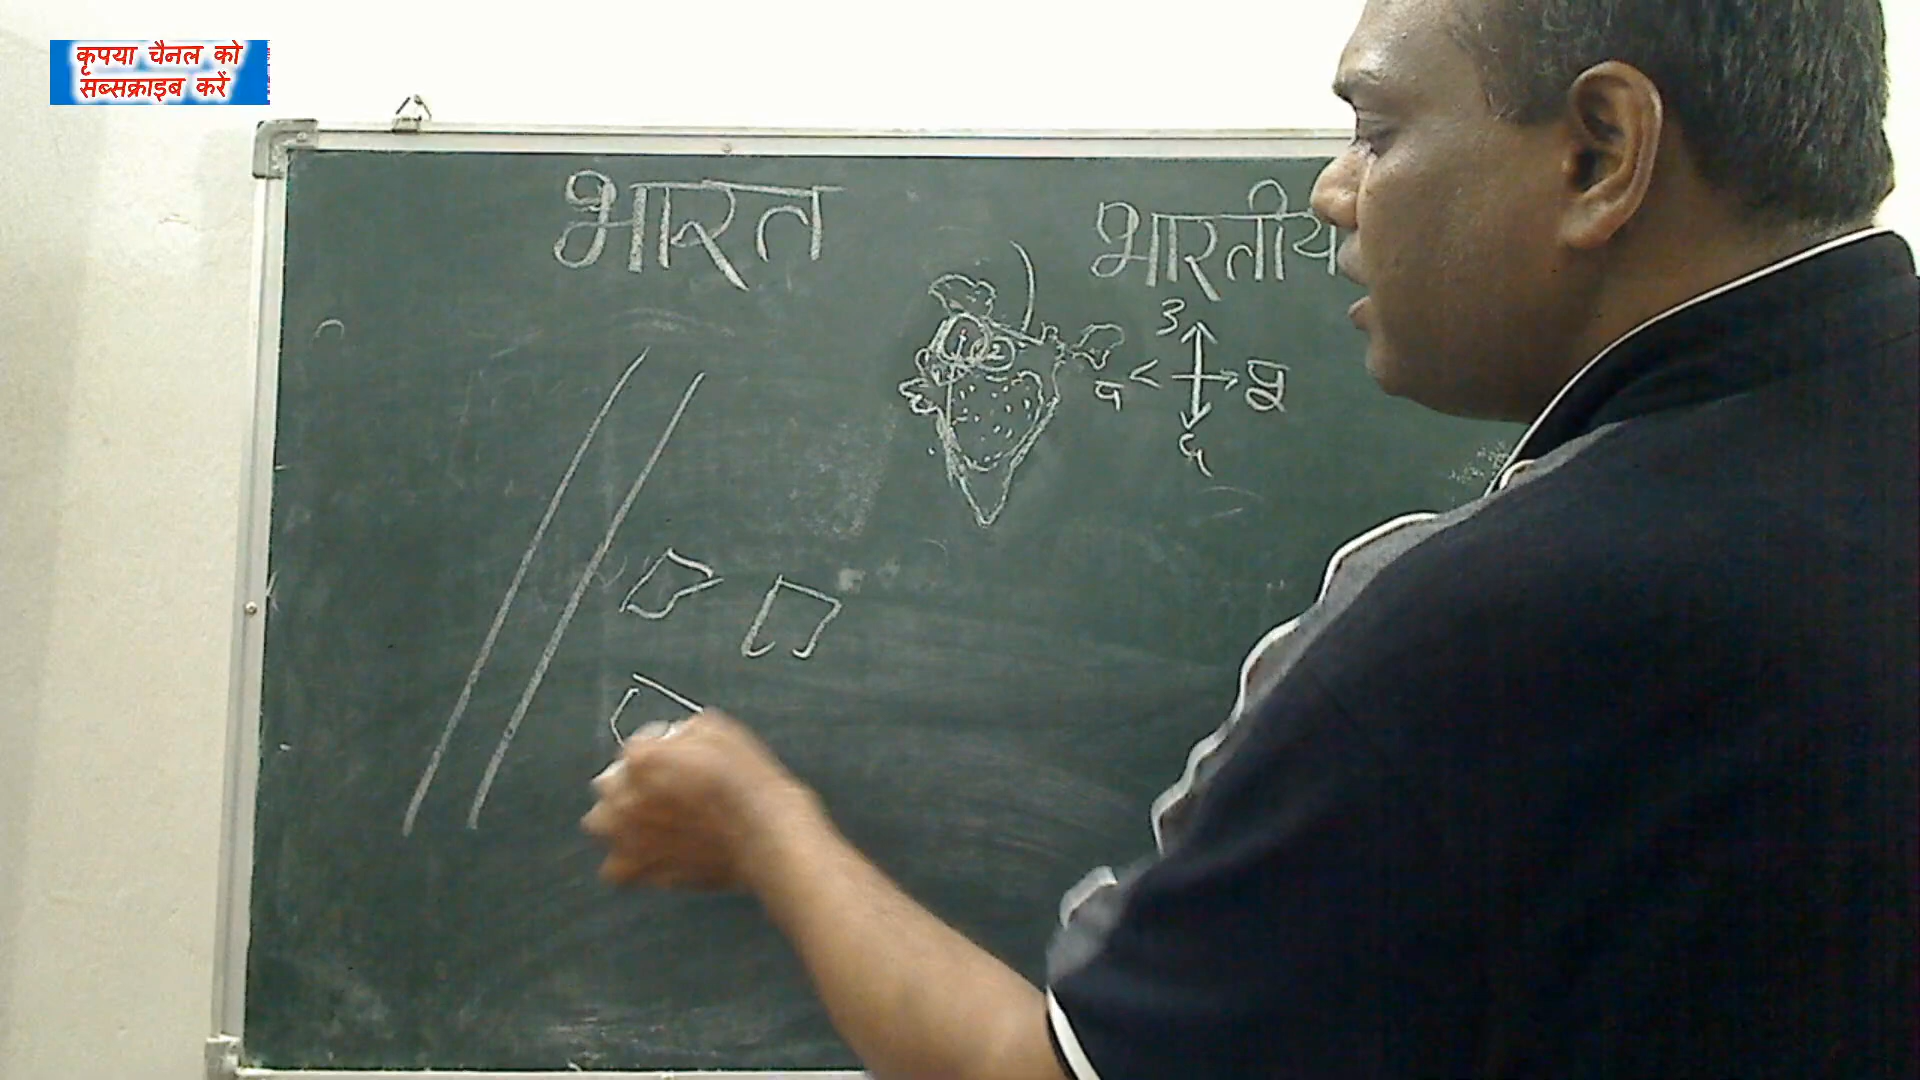 कृपया चैनल को
सब्सक्राइब करें
भारत
भारतीय
उ
प
पू
द